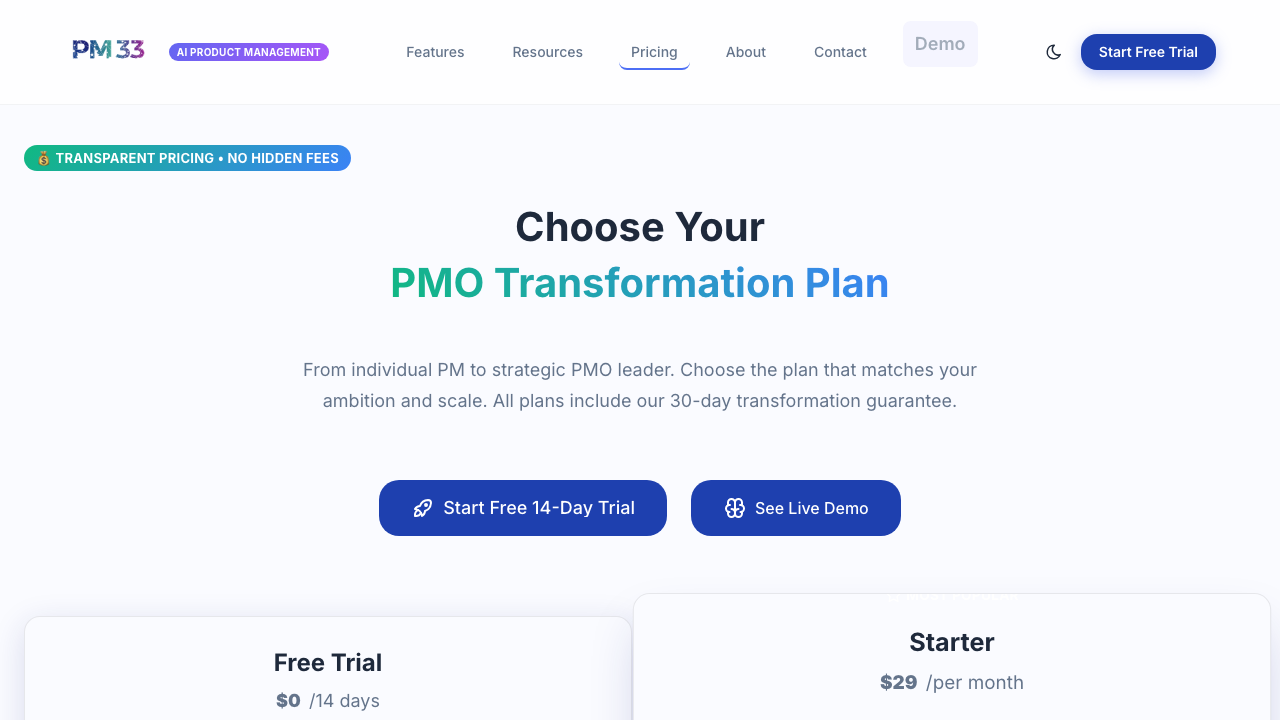 PM 33
AI PRODUCT MANAGEMENT
Features
Resources
Pricing
About
Contact
Demo
Start Free Trial
💰 TRANSPARENT PRICING • NO HIDDEN FEES
Choose Your
PMO Transformation Plan
From individual PM to strategic PMO leader. Choose the plan that matches your
ambition and scale. All plans include our 30-day transformation guarantee.
Start Free 14-Day Trial
See Live Demo
Free Trial
$0 /14 days
Starter
$29 /per month